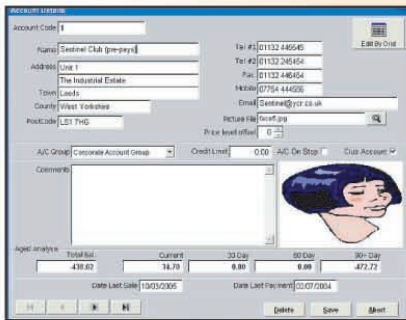 Account Details
Account Code 1
Edit By Grid
Name Sentinel Club (pre-pays)
Address Unit 1
The Industrial Estate
Town Leeds
County West Yorkshire
PostCode LS1 7HG
Tel #1 01132 445545
Tel #2 01132 245454
Fax 01132 446454
Mobile 07764 444556
Email Sentinel@ycr.co.uk
Picture File face8.jpg
Price level offset 0
A/C Group Corporate Account Group Credit Limit 0.00 A/C On Stop Club Account
Comments
Aged Analysis
Total Bal. Current 30 Day 60 Day 90+ Day
-438.02 34.70 0.00 0.00 -472.72
Date Last Sale 10/03/2005 Date Last Payment 02/07/2004
Delete Save Abort